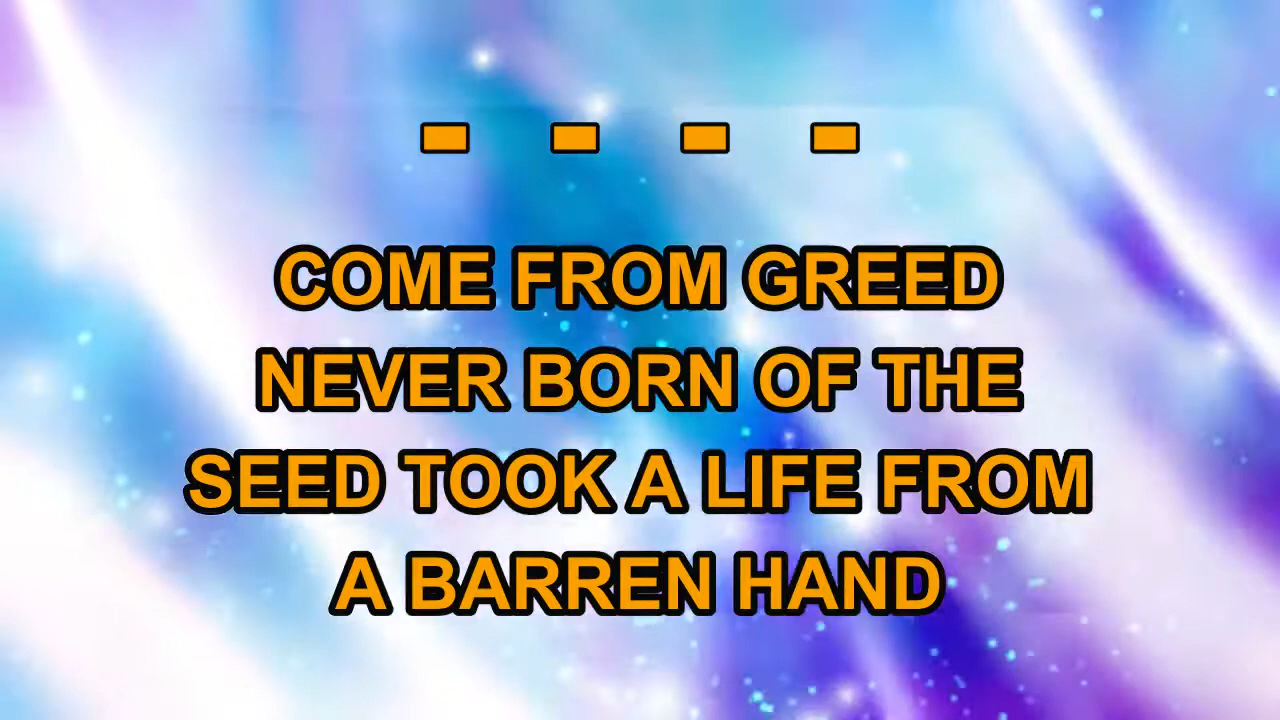 - - - -
COME FROM GREED
NEVER BORN OF THE
SEED TOOK A LIFE FROM
A BARREN HAND